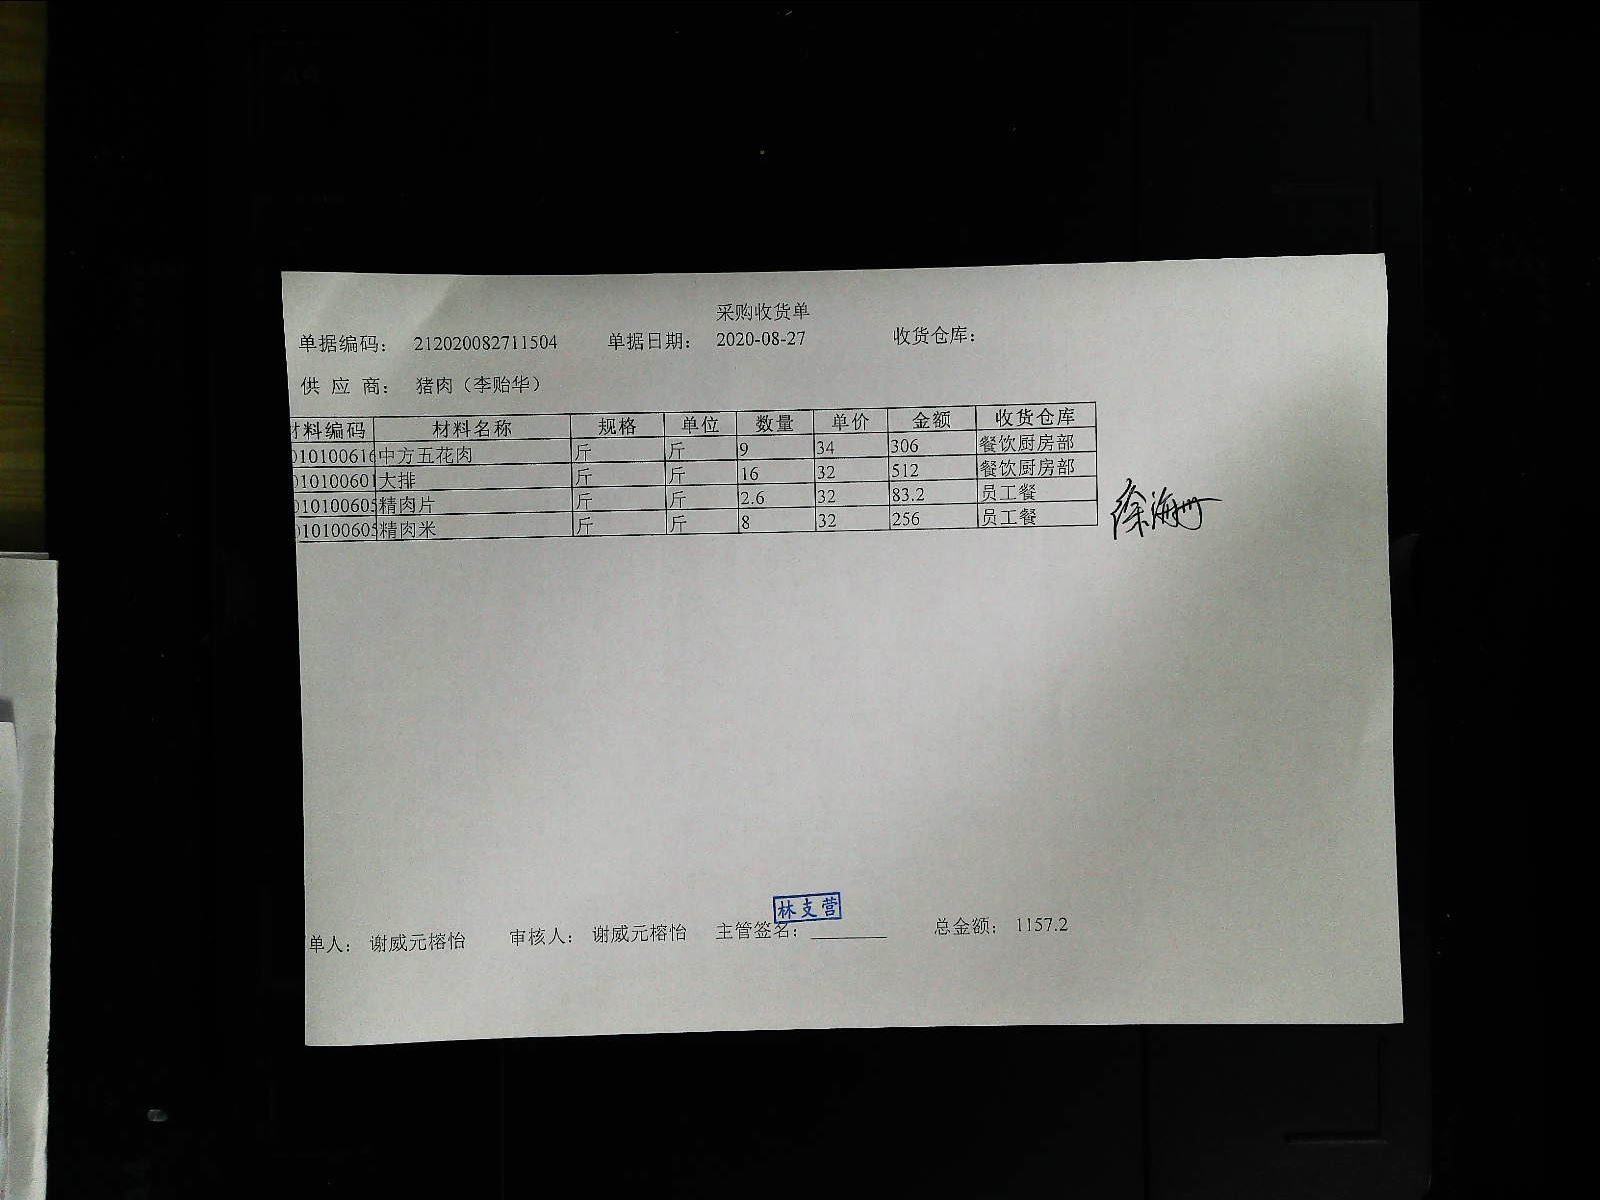 采购收货单
单据编码： 212020082711504 单据日期： 2020-08-27 收货仓库：
供 应 商： 猪肉（李贻华）
材料编码 材料名称 规格 单位 数量 单价 金额 收货仓库
010100616 中方五花肉 斤 斤 9 34 306 餐饮厨房部
010100601 大排 斤 斤 16 32 512 餐饮厨房部
010100605 精肉片 斤 斤 2.6 32 83.2 员工餐
010100605 精肉米 斤 斤 8 32 256 员工餐
林支营
单人： 谢威元榕怡 审核人： 谢威元榕怡 主管签名：________ 总金额： 1157.2